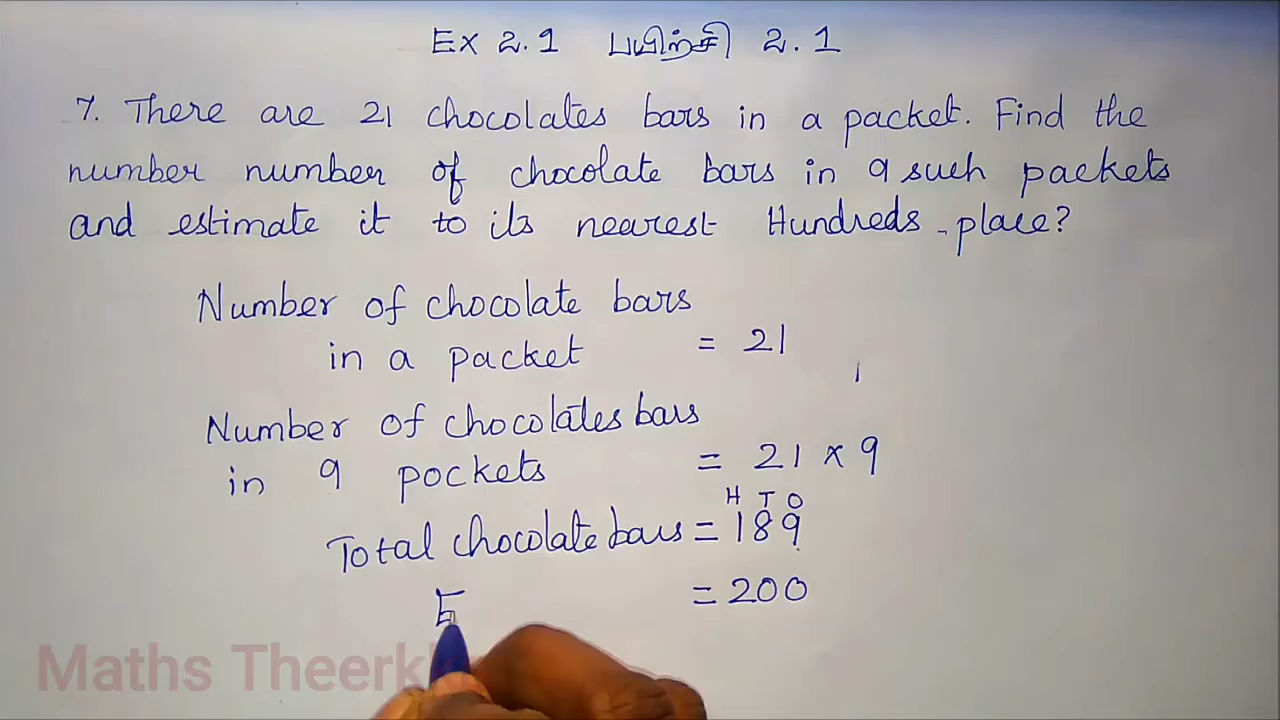 Ex 2.1 பயிற்சி 2.1
7. There are 21 chocolates bars in a packet. Find the
number number of chocolate bars in 9 such packets
and estimate it to its nearest Hundreds place?
Number of chocolate bars
in a packet = 21
Number of chocolates bars
in 9 pockets = 21 × 9
H T O
Total chocolate bars = 189
E = 200
Maths Theerk